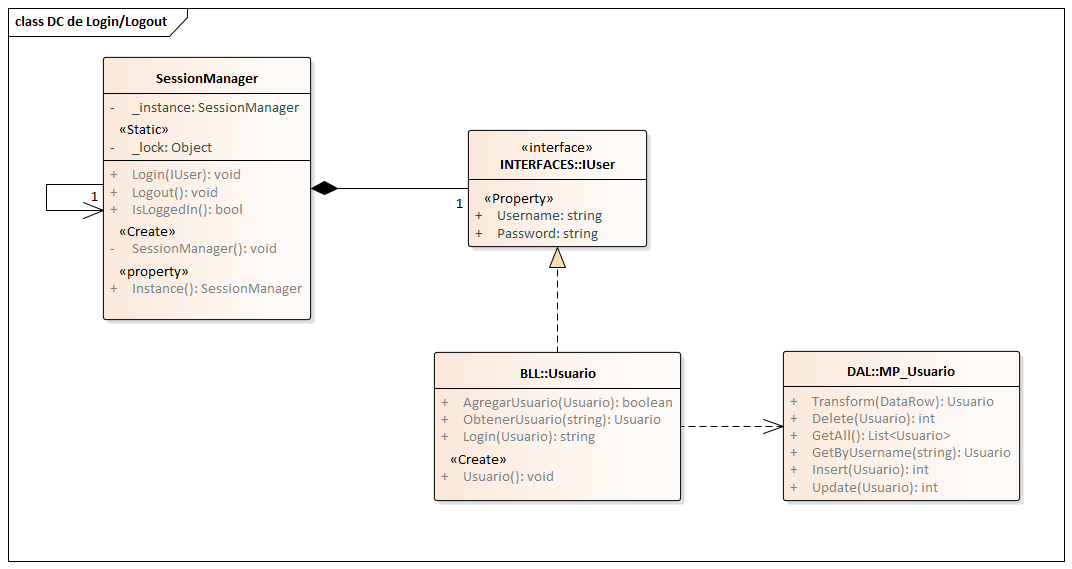 class DC de Login/Logout
SessionManager
- _instance: SessionManager
«Static»
- _lock: Object
+ Login(IUser): void
+ Logout(): void
+ IsLoggedIn(): bool
«Create»
- SessionManager(): void
«property»
+ Instance(): SessionManager
1
1
«interface»
INTERFACES::IUser
«Property»
+ Username: string
+ Password: string
BLL::Usuario
+ AgregarUsuario(Usuario): boolean
+ ObtenerUsuario(string): Usuario
+ Login(Usuario): string
«Create»
+ Usuario(): void
DAL::MP_Usuario
+ Transform(DataRow): Usuario
+ Delete(Usuario): int
+ GetAll(): List<Usuario>
+ GetByUsername(string): Usuario
+ Insert(Usuario): int
+ Update(Usuario): int